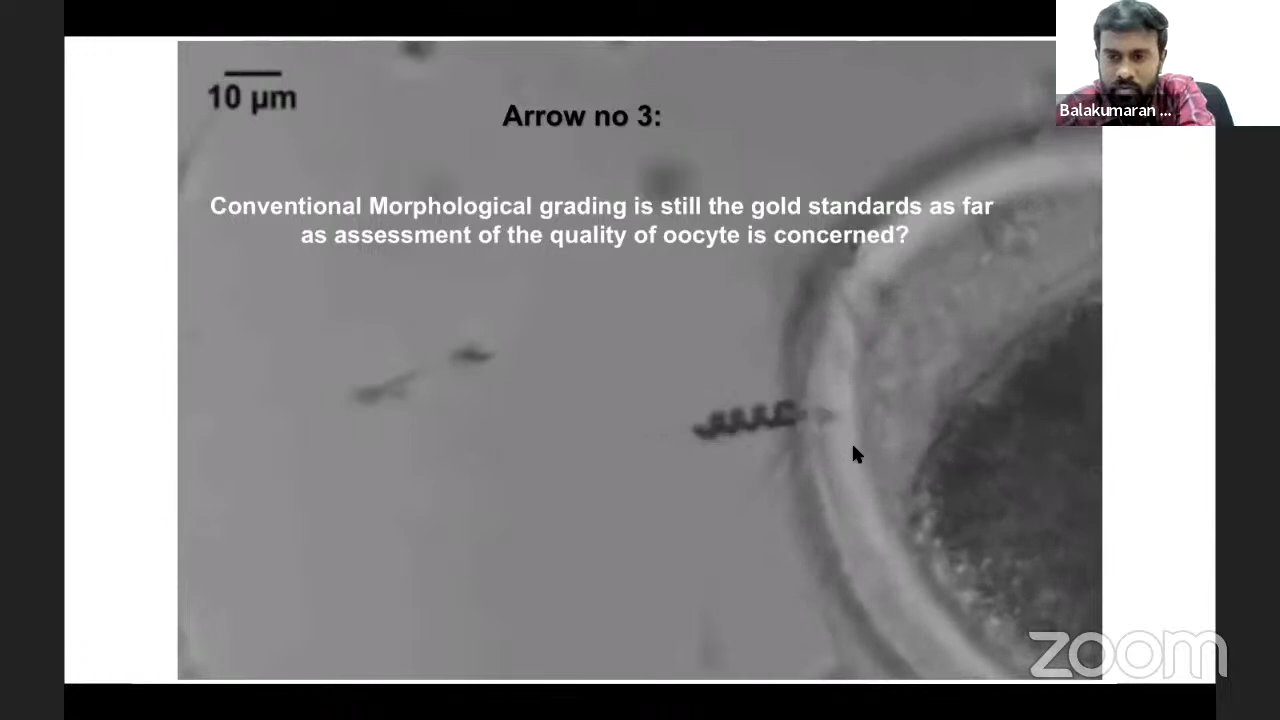 10 µm
Arrow no 3:
Conventional Morphological grading is still the gold standards as far
as assessment of the quality of oocyte is concerned?
Balakumaran ...
zoom